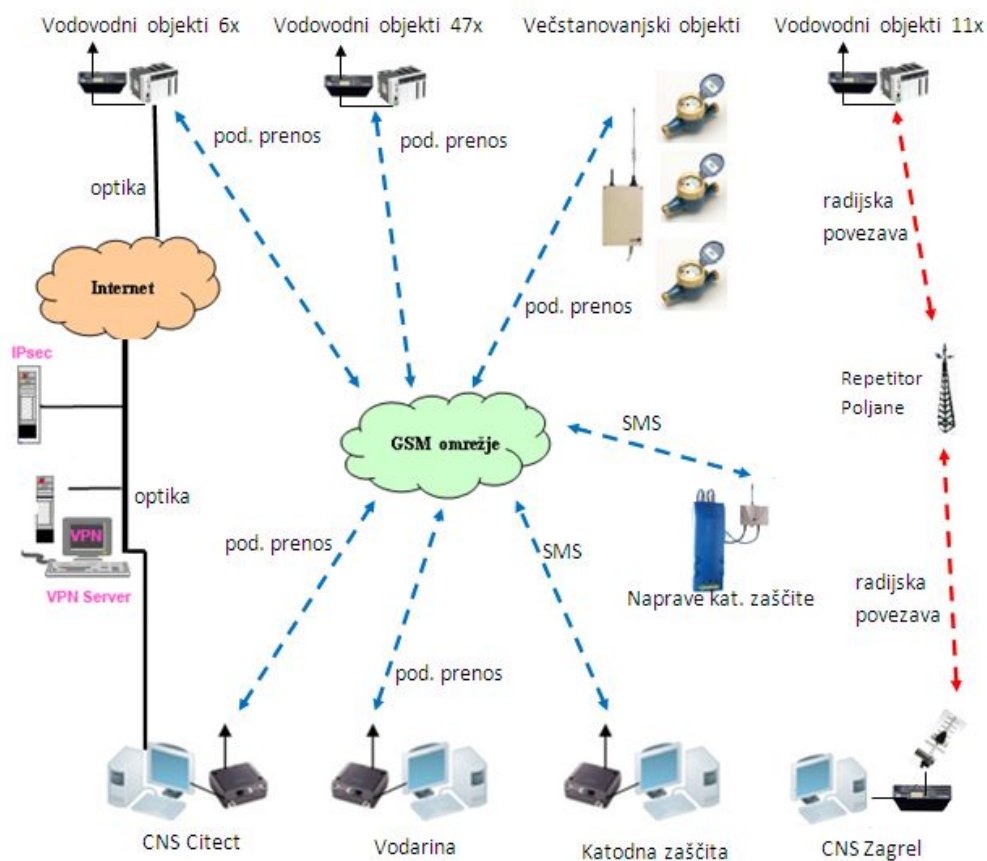 Vodovodni objekti 6x
Vodovodni objekti 47x
Večstanovanjski objekti
Vodovodni objekti 11x
pod. prenos
pod. prenos
optika
radijska
povezava
Internet
pod. prenos
IPsec
Repetitor
Poljane
SMS
GSM omrežje
optika
VPN
pod. prenos
SMS
VPN Server
Naprave kat. zaščite
radijska
povezava
pod. prenos
CNS Citect
Vodarina
Katodna zaščita
CNS Zagrel